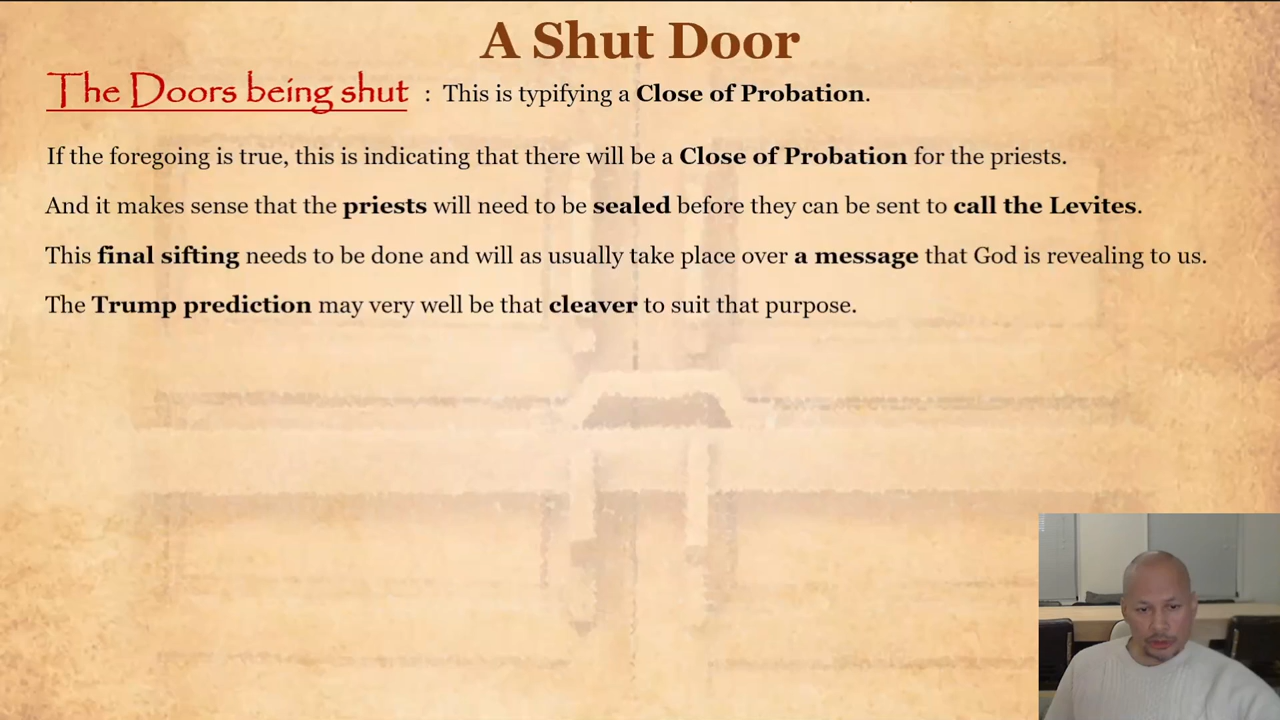 A Shut Door
The Doors being shut : This is typifying a Close of Probation.
If the foregoing is true, this is indicating that there will be a Close of Probation for the priests.
And it makes sense that the priests will need to be sealed before they can be sent to call the Levites.
This final sifting needs to be done and will as usually take place over a message that God is revealing to us.
The Trump prediction may very well be that cleaver to suit that purpose.